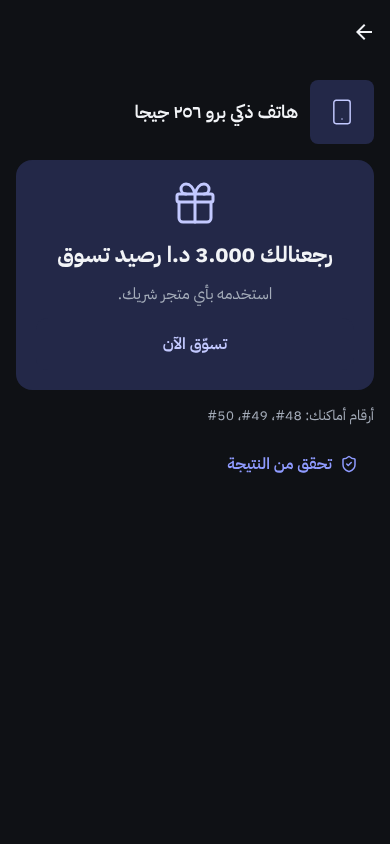 هاتف ذكي برو ٢٥٦ جيجا
رجعنالك 3.000 د.ا رصيد تسوق
استخدمه بأي متجر شريك.
تسوّق الآن
أرقام أماكنك: 48#، 49#، 50#
تحقق من النتيجة